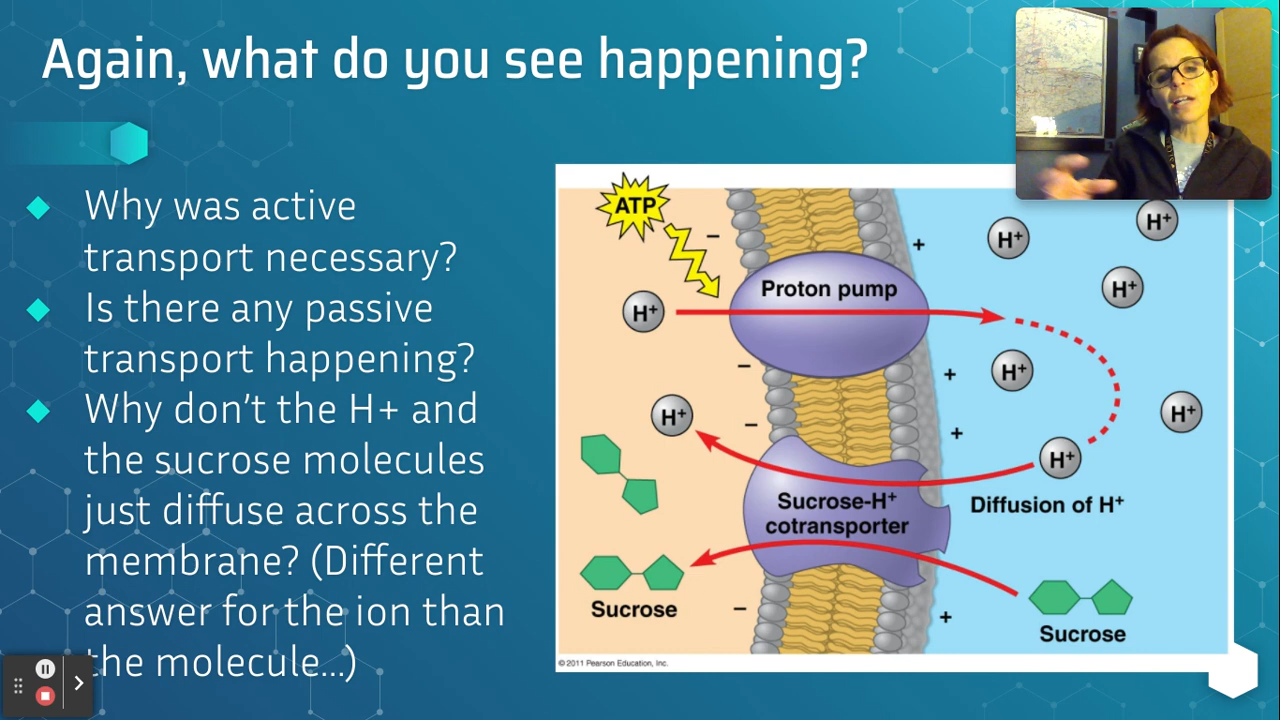 Again, what do you see happening?
Why was active
transport necessary?
Is there any passive
transport happening?
Why don't the H+ and
the sucrose molecules
just diffuse across the
membrane? (Different
answer for the ion than
the molecule...)
ATP
−
+
H⁺
H⁺
H⁺
Proton pump
H⁺
−
+
H⁺
H⁺
H⁺
−
+
H⁺
Sucrose-H⁺
cotransporter
Diffusion of H⁺
Sucrose
−
+
Sucrose
© 2011 Pearson Education, Inc.